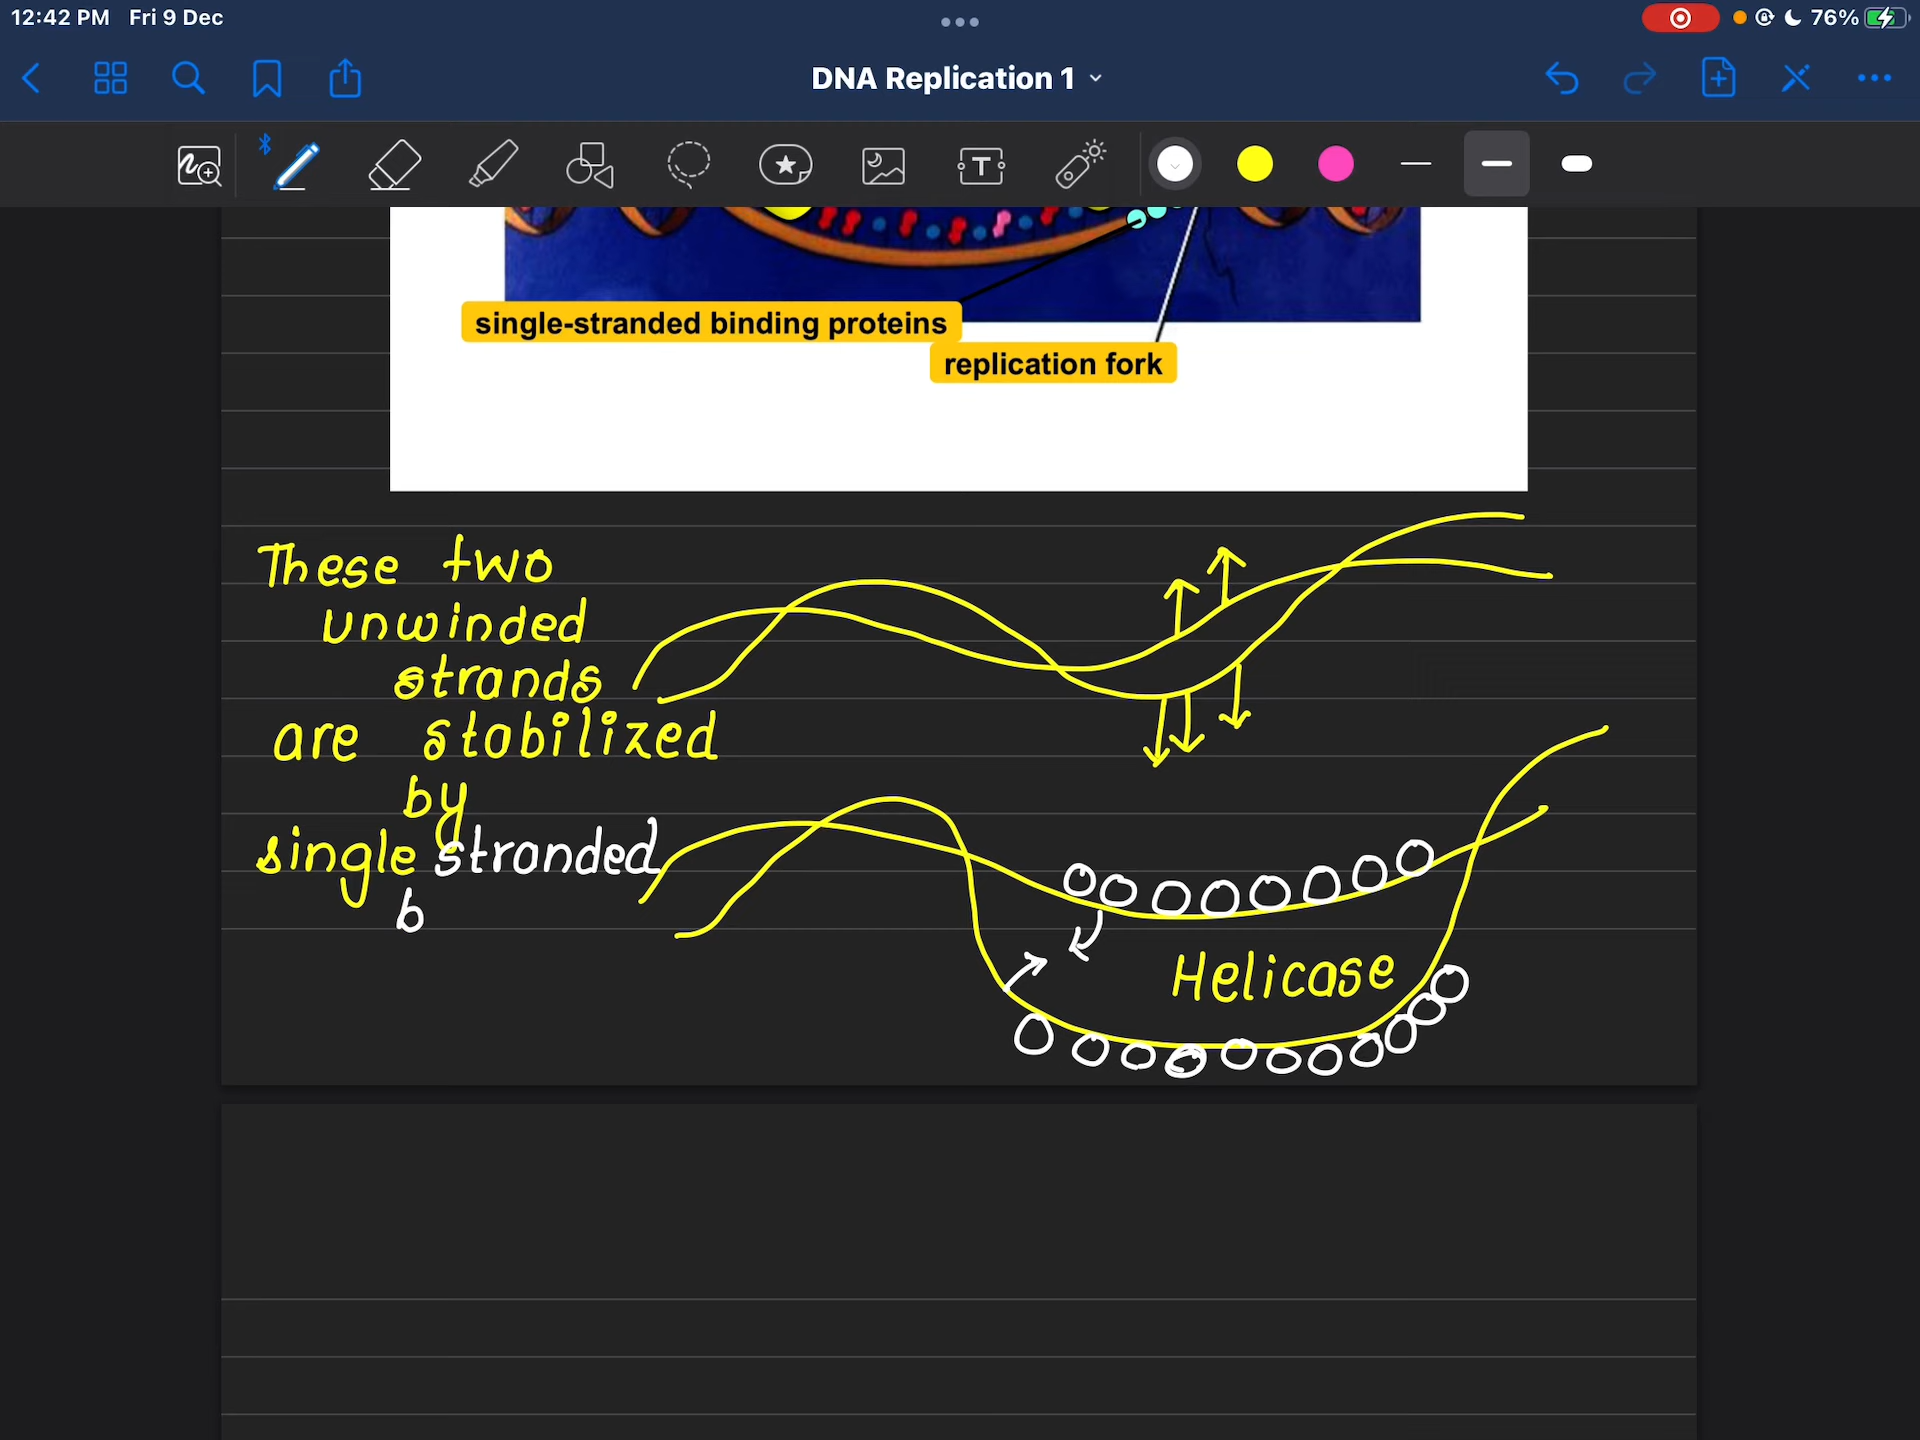 12:42 PM Fri 9 Dec
76%
DNA Replication 1
single-stranded binding proteins
replication fork
These two
unwinded
strands
are stabilized
by
single stranded
b
Helicase